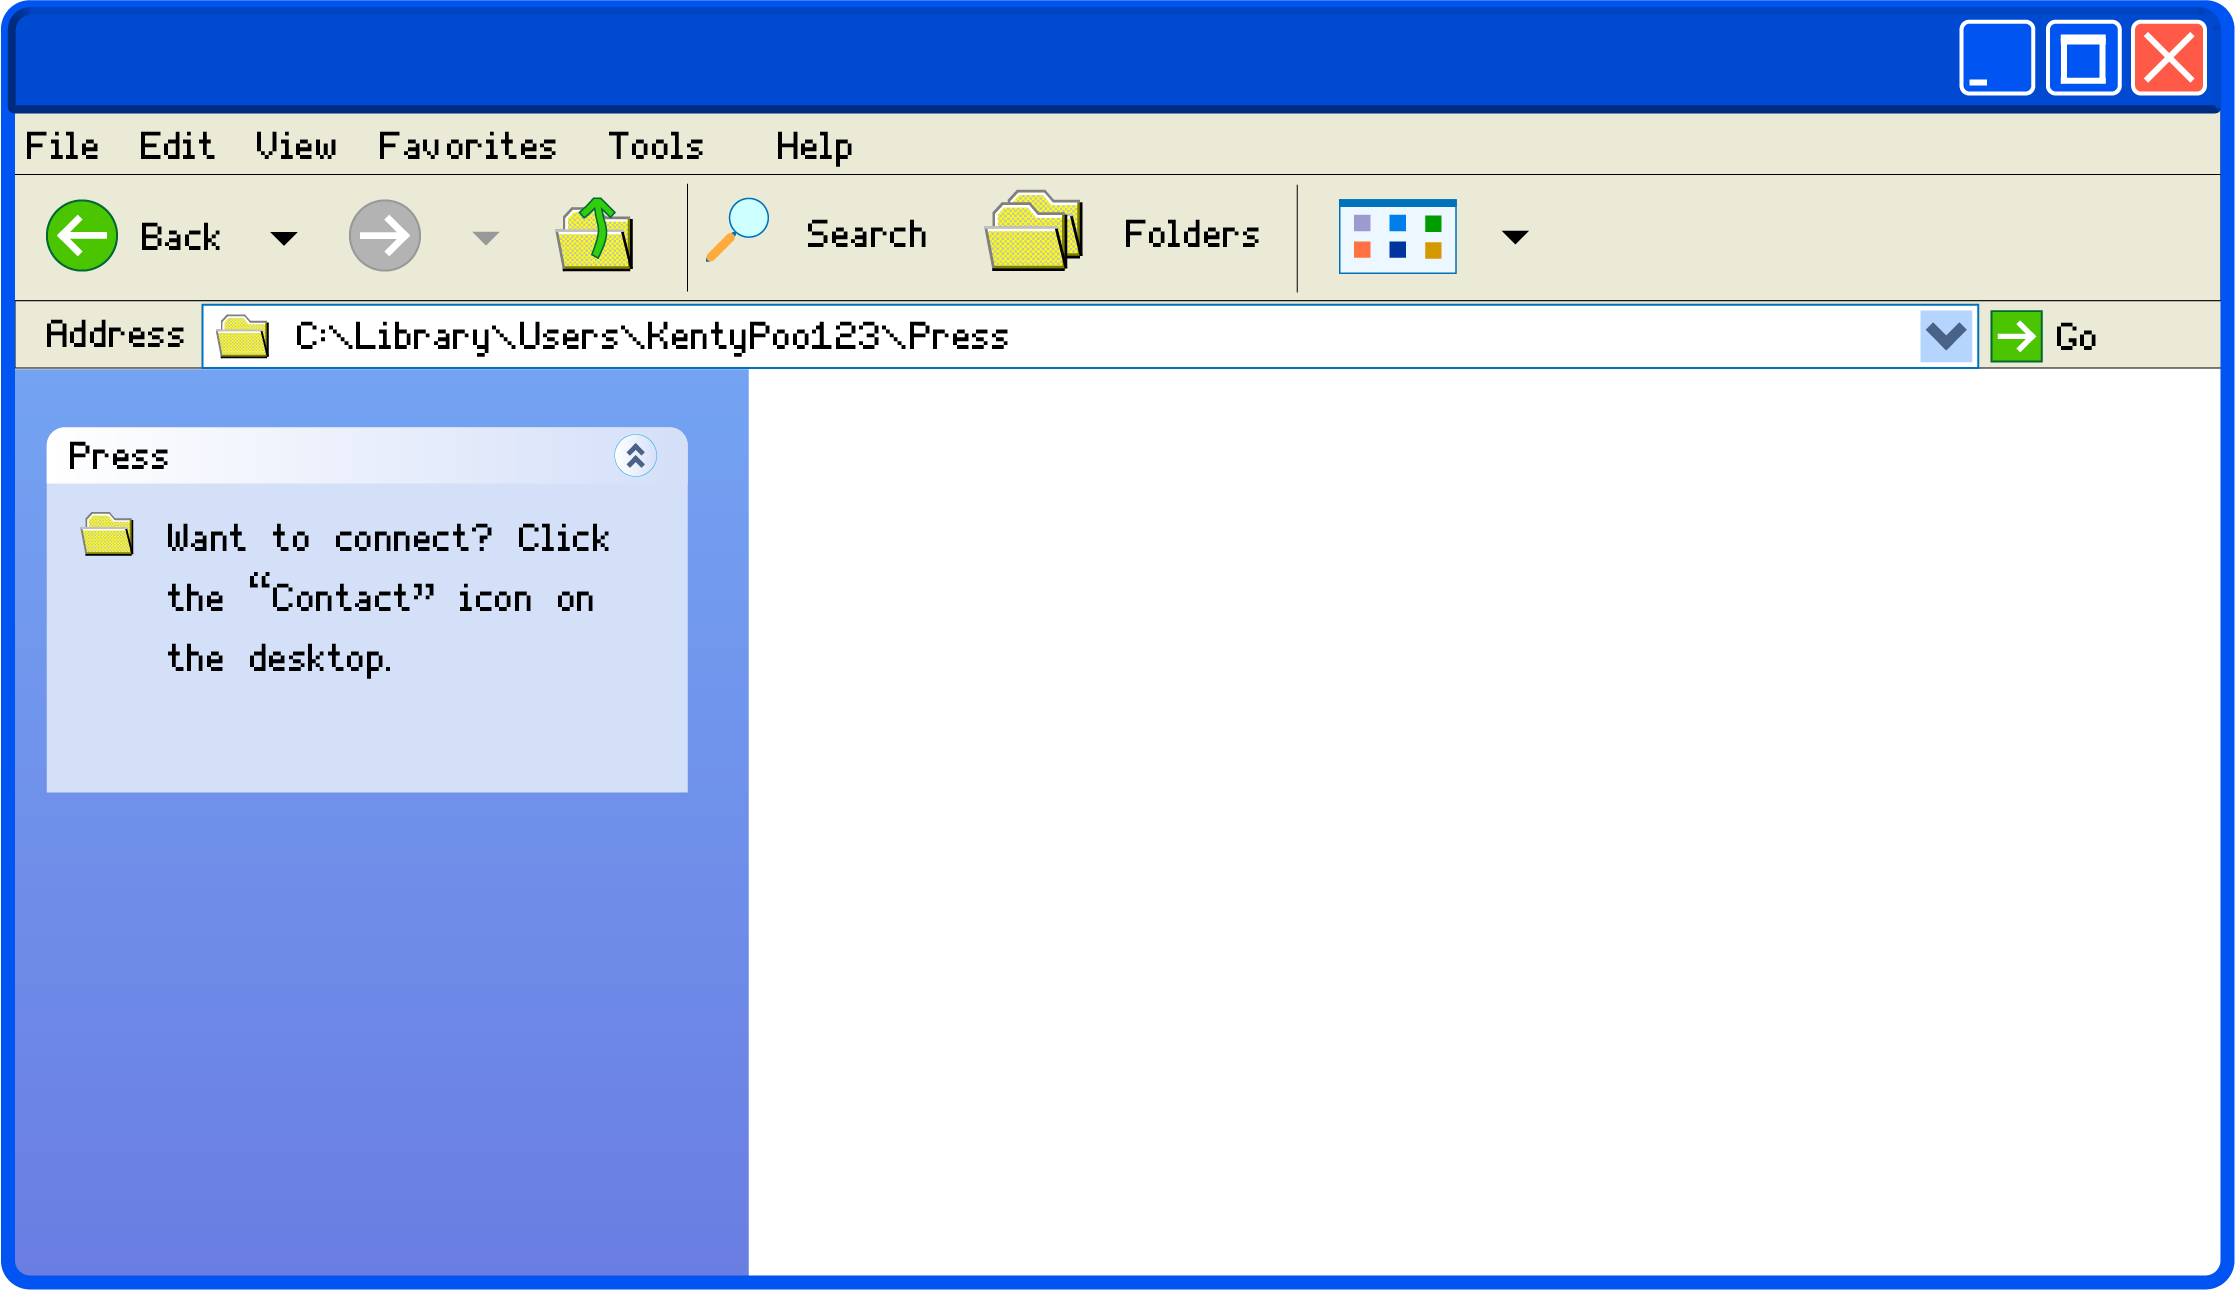 File Edit View Favorites Tools Help
Back Search Folders
Address C:\Library\Users\KentyPoo123\Press Go
Press
Want to connect? Click
the “Contact” icon on
the desktop.